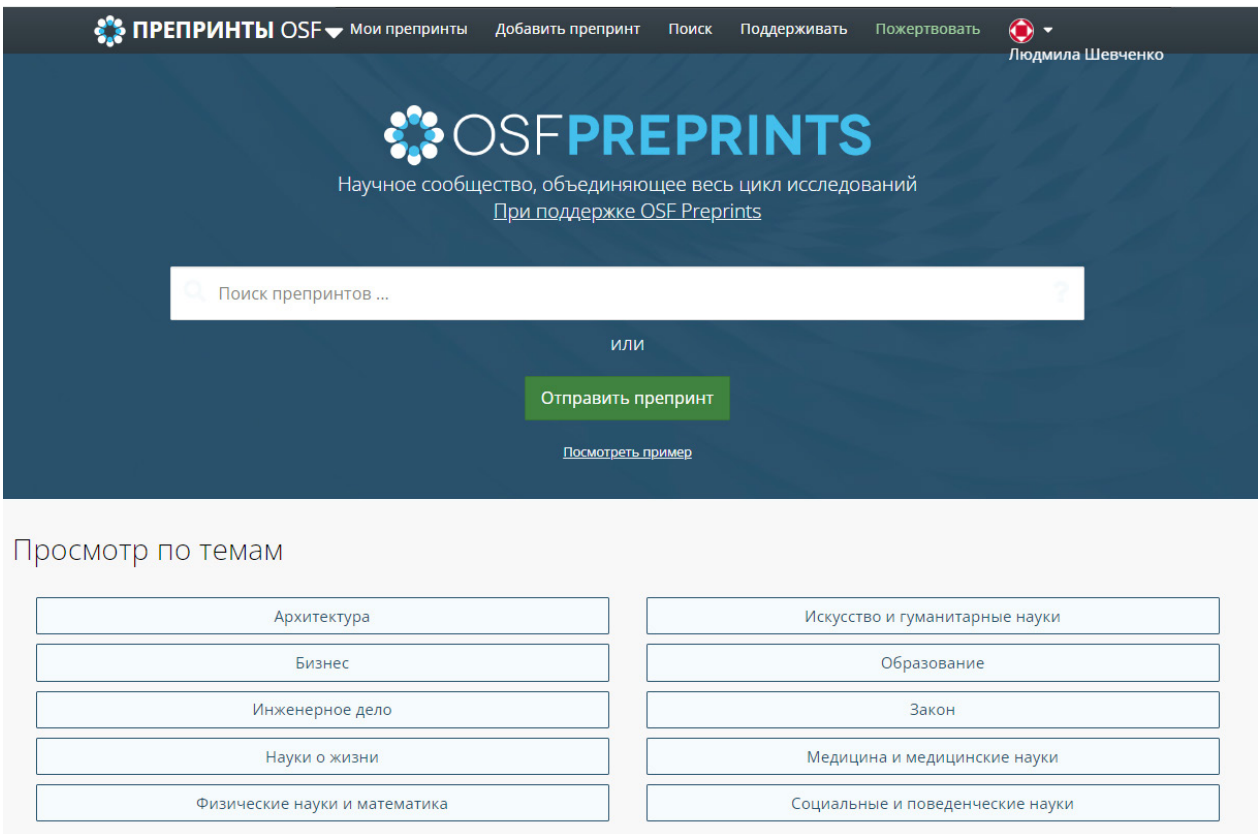 ПРЕПРИНТЫ OSF Мои препринты Добавить препринт Поиск Поддерживать Пожертвовать
Людмила Шевченко
OSFPREPRINTS
Научное сообщество, объединяющее весь цикл исследований
При поддержке OSF Preprints
Поиск препринтов ... ?
или
Отправить препринт
Посмотреть пример
Просмотр по темам
Архитектура Искусство и гуманитарные науки
Бизнес Образование
Инженерное дело Закон
Науки о жизни Медицина и медицинские науки
Физические науки и математика Социальные и поведенческие науки